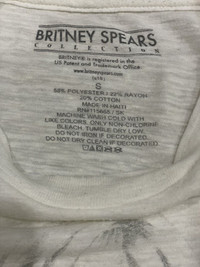 BRITNEY SPEARS
COLLECTION
BRITNEY® is registered in the
US Patent and Trademark Office
www.britneyspears.com
S
50% POLYESTER / 22% RAYON
20% COTTON
MADE IN HAITI
MACHINE WASH COLD WITH
LIKE COLORS. ONLY NON-CHLORINE
BLEACH. TUMBLE DRY LOW.
DO NOT IRON IF DECORATED.
DO NOT DRY CLEAN IF DECORATED.